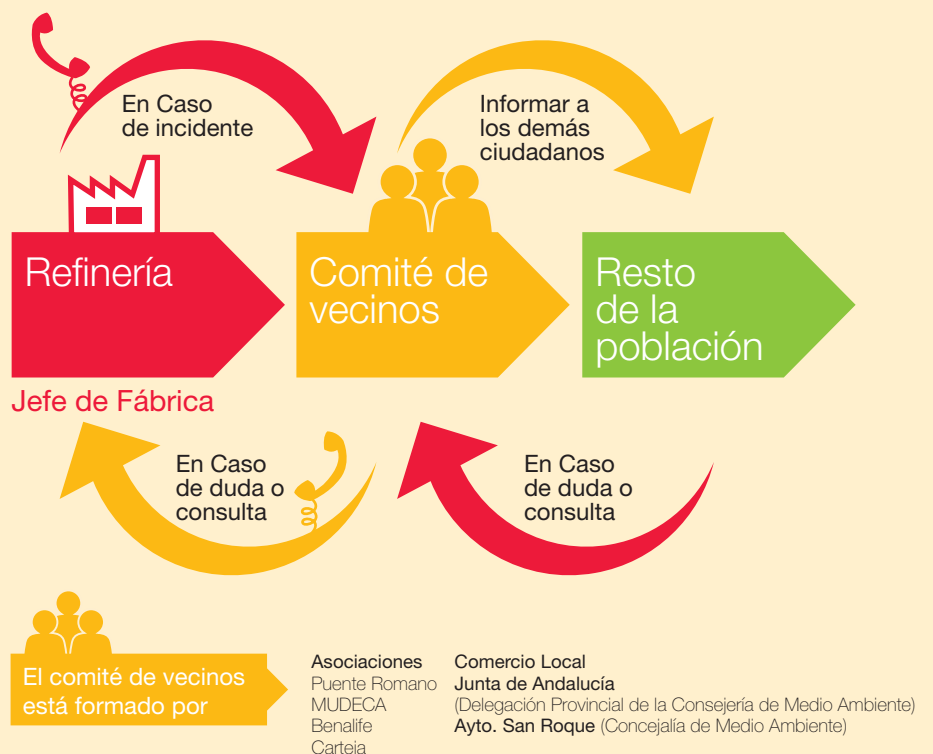 En Caso
de incidente
Informar a
los demás
ciudadanos
Refinería
Comité de
vecinos
Resto
de la
población
Jefe de Fábrica
En Caso
de duda o
consulta
En Caso
de duda o
consulta
El comité de vecinos
está formado por
Asociaciones
Puente Romano
MUDECA
Benalife
Carteia
Comercio Local
Junta de Andalucía
(Delegación Provincial de la Consejería de Medio Ambiente)
Ayto. San Roque (Concejalía de Medio Ambiente)